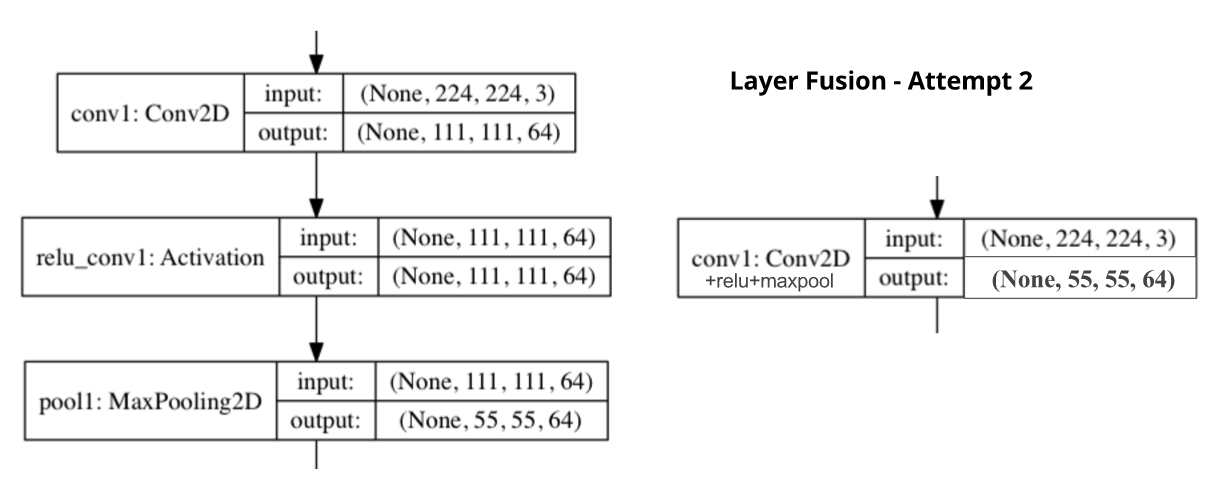 conv1: Conv2D
input:
(None, 224, 224, 3)
output:
(None, 111, 111, 64)
relu_conv1: Activation
input:
(None, 111, 111, 64)
output:
(None, 111, 111, 64)
pool1: MaxPooling2D
input:
(None, 111, 111, 64)
output:
(None, 55, 55, 64)
Layer Fusion - Attempt 2
conv1: Conv2D
+relu+maxpool
input:
(None, 224, 224, 3)
output:
(None, 55, 55, 64)